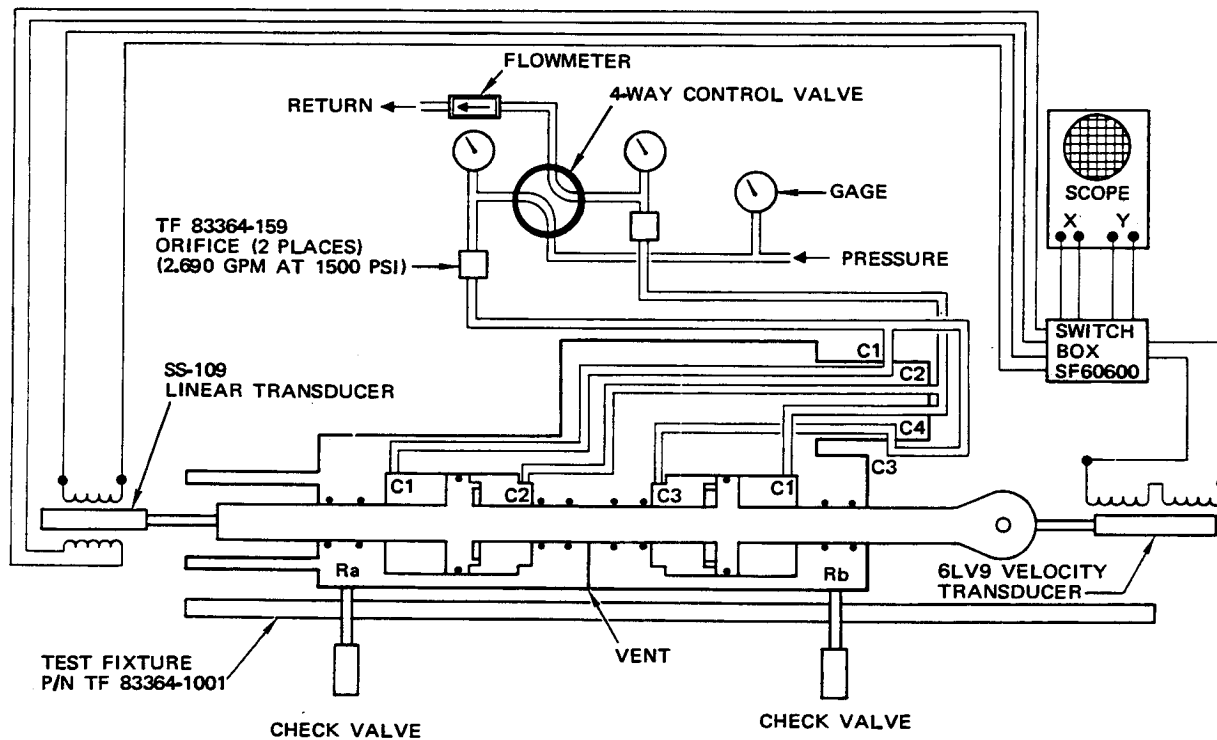 FLOWMETER
RETURN
4-WAY CONTROL VALVE
GAGE
SCOPE
X Y
TF 83364-159
ORIFICE (2 PLACES)
(2.690 GPM AT 1500 PSI)
PRESSURE
SWITCH
BOX
SF60600
C1
C2
C4
C3
SS-109
LINEAR TRANSDUCER
C1
C2
C3
C1
Ra
Rb
6LV9 VELOCITY
TRANSDUCER
VENT
TEST FIXTURE
P/N TF 83364-1001
CHECK VALVE
CHECK VALVE